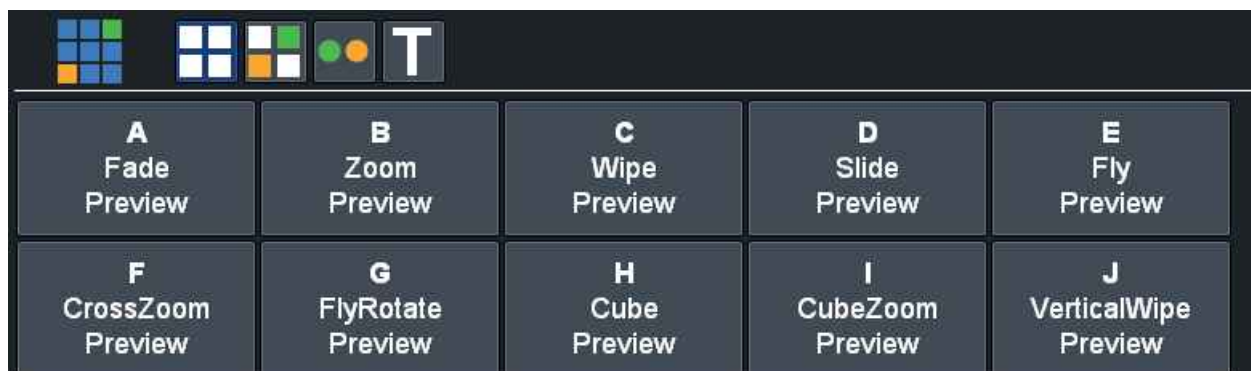 T
A
Fade
Preview
B
Zoom
Preview
C
Wipe
Preview
D
Slide
Preview
E
Fly
Preview
F
CrossZoom
Preview
G
FlyRotate
Preview
H
Cube
Preview
I
CubeZoom
Preview
J
VerticalWipe
Preview